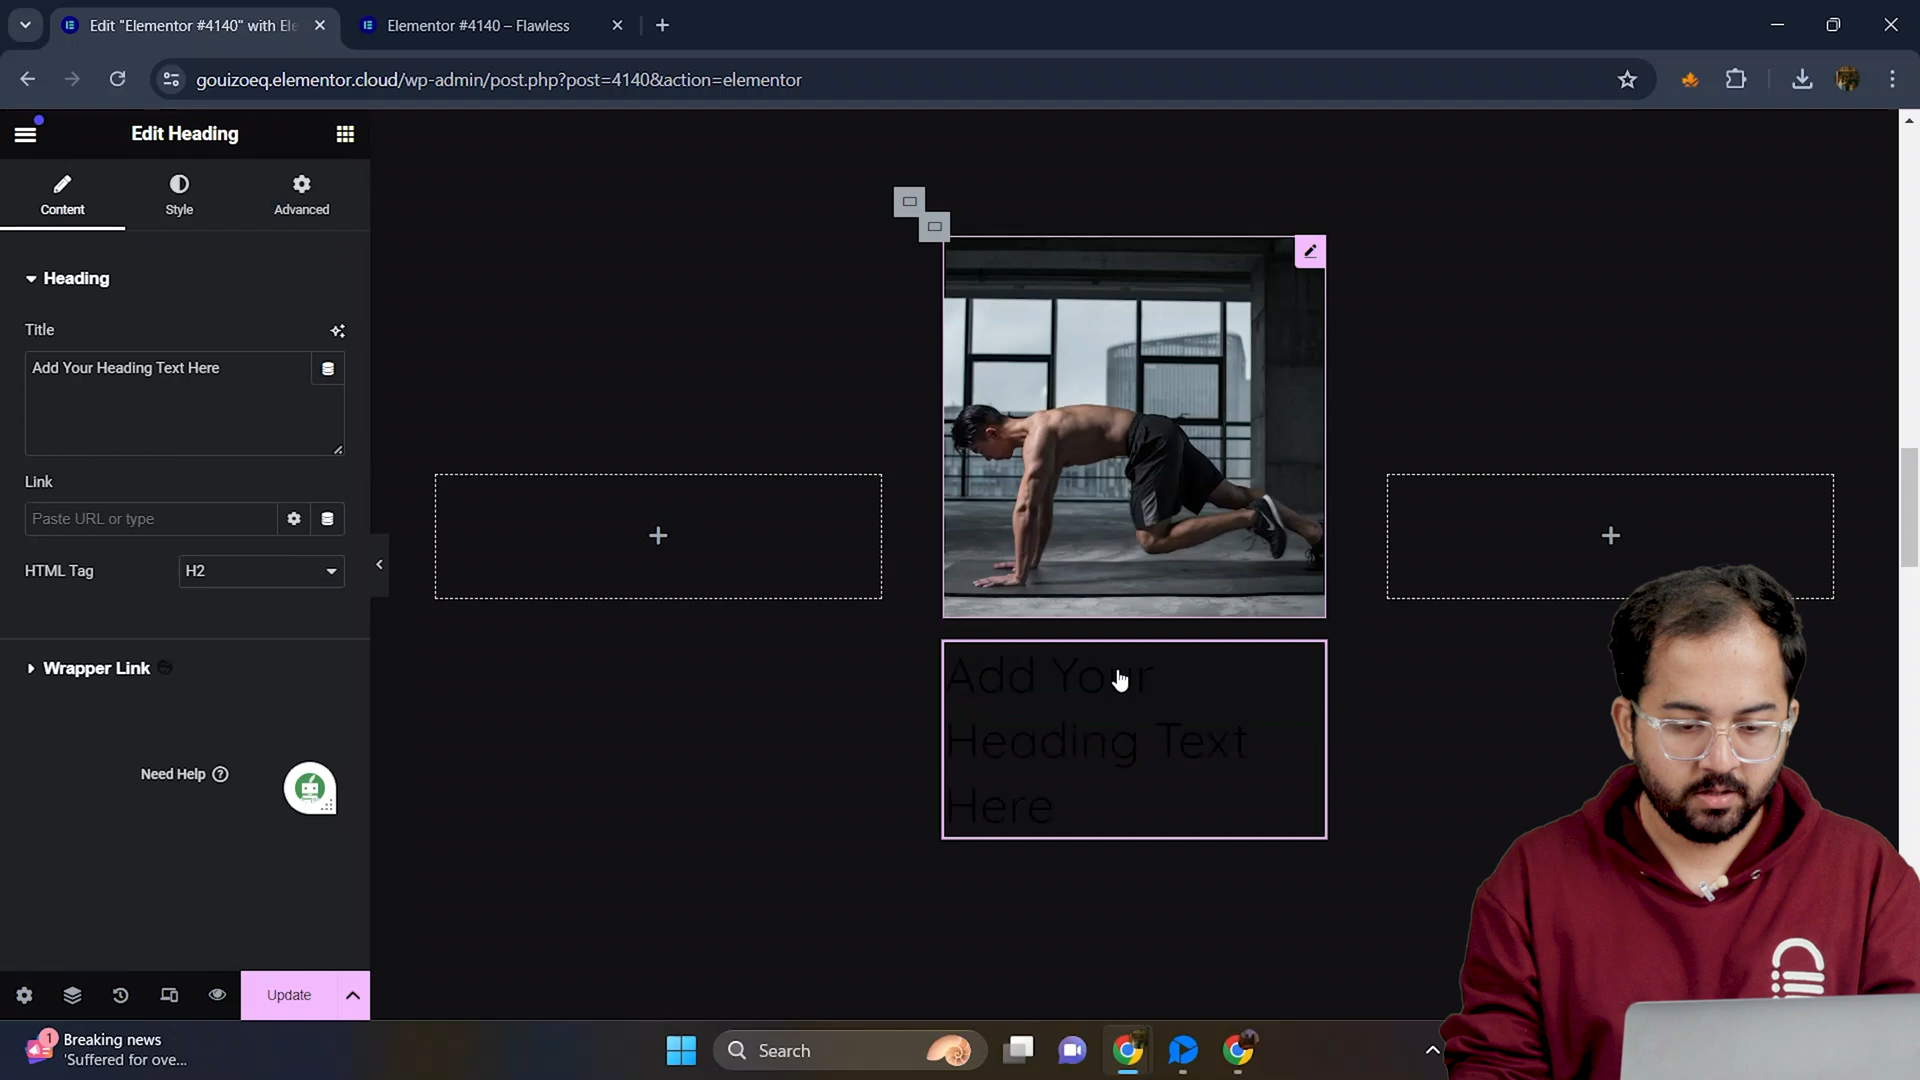 Edit "Elementor #4140" with Ele
Elementor #4140 – Flawless
gouizoeq.elementor.cloud/wp-admin/post.php?post=4140&action=elementor
Edit Heading
Content
Style
Advanced
Heading
Title
Add Your Heading Text Here
Link
Paste URL or type
HTML Tag
H2
Wrapper Link
Need Help
Add Your
Heading Text
Here
Update
1
Breaking news
'Suffered for ove...
Search